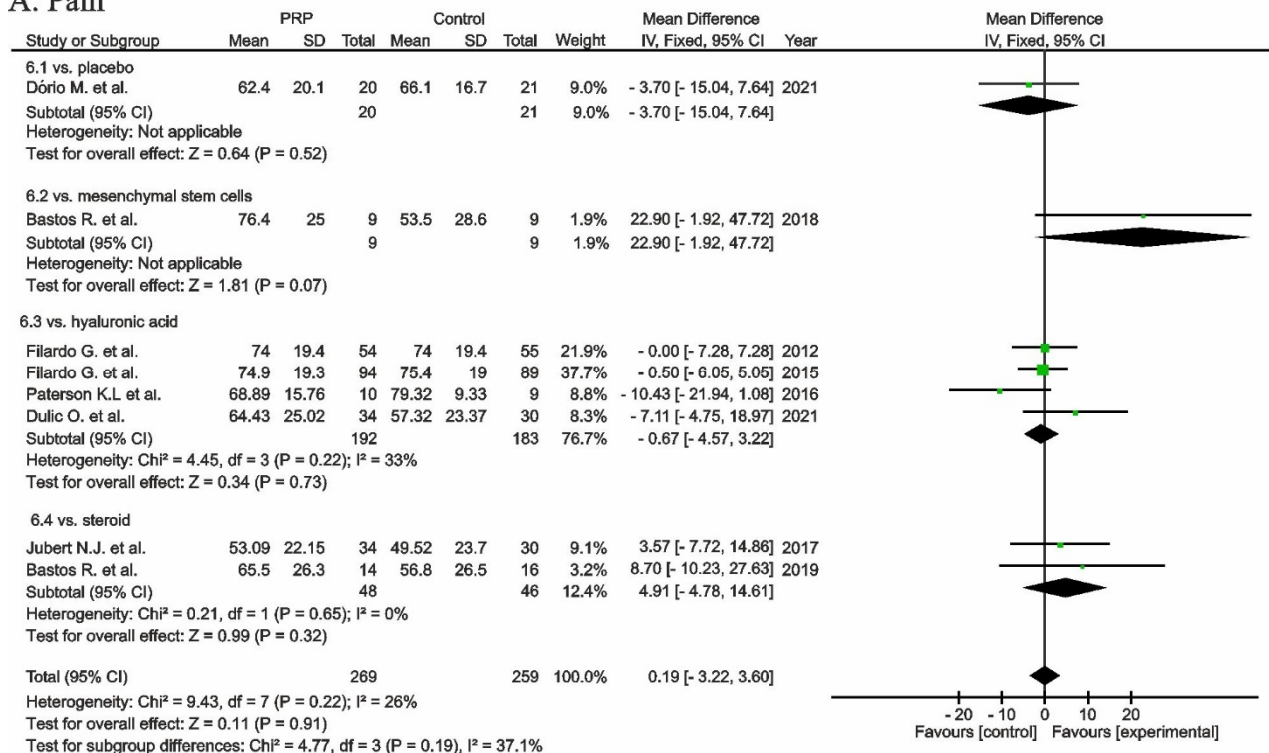 A. Pain
PRP Control Mean Difference Mean Difference
Study or Subgroup Mean SD Total Mean SD Total Weight IV, Fixed, 95% CI Year IV, Fixed, 95% CI
6.1 vs. placebo
Dório M. et al. 62.4 20.1 20 66.1 16.7 21 9.0% - 3.70 [- 15.04, 7.64] 2021
Subtotal (95% CI) 20 21 9.0% - 3.70 [- 15.04, 7.64]
Heterogeneity: Not applicable
Test for overall effect: Z = 0.64 (P = 0.52)
6.2 vs. mesenchymal stem cells
Bastos R. et al. 76.4 25 9 53.5 28.6 9 1.9% 22.90 [- 1.92, 47.72] 2018
Subtotal (95% CI) 9 9 1.9% 22.90 [- 1.92, 47.72]
Heterogeneity: Not applicable
Test for overall effect: Z = 1.81 (P = 0.07)
6.3 vs. hyaluronic acid
Filardo G. et al. 74 19.4 54 74 19.4 55 21.9% - 0.00 [- 7.28, 7.28] 2012
Filardo G. et al. 74.9 19.3 94 75.4 19 89 37.7% - 0.50 [- 6.05, 5.05] 2015
Paterson K.L et al. 68.89 15.76 10 79.32 9.33 9 8.8% - 10.43 [- 21.94, 1.08] 2016
Dulic O. et al. 64.43 25.02 34 57.32 23.37 30 8.3% - 7.11 [- 4.75, 18.97] 2021
Subtotal (95% CI) 192 183 76.7% - 0.67 [- 4.57, 3.22]
Heterogeneity: Chi² = 4.45, df = 3 (P = 0.22); I² = 33%
Test for overall effect: Z = 0.34 (P = 0.73)
6.4 vs. steroid
Jubert N.J. et al. 53.09 22.15 34 49.52 23.7 30 9.1% 3.57 [- 7.72, 14.86] 2017
Bastos R. et al. 65.5 26.3 14 56.8 26.5 16 3.2% 8.70 [- 10.23, 27.63] 2019
Subtotal (95% CI) 48 46 12.4% 4.91 [- 4.78, 14.61]
Heterogeneity: Chi² = 0.21, df = 1 (P = 0.65); I² = 0%
Test for overall effect: Z = 0.99 (P = 0.32)
Total (95% CI) 269 259 100.0% 0.19 [- 3.22, 3.60]
Heterogeneity: Chi² = 9.43, df = 7 (P = 0.22); I² = 26%
Test for overall effect: Z = 0.11 (P = 0.91)
Test for subgroup differences: Chi² = 4.77, df = 3 (P = 0.19), I² = 37.1%
- 20 - 10 0 10 20
Favours [control] Favours [experimental]